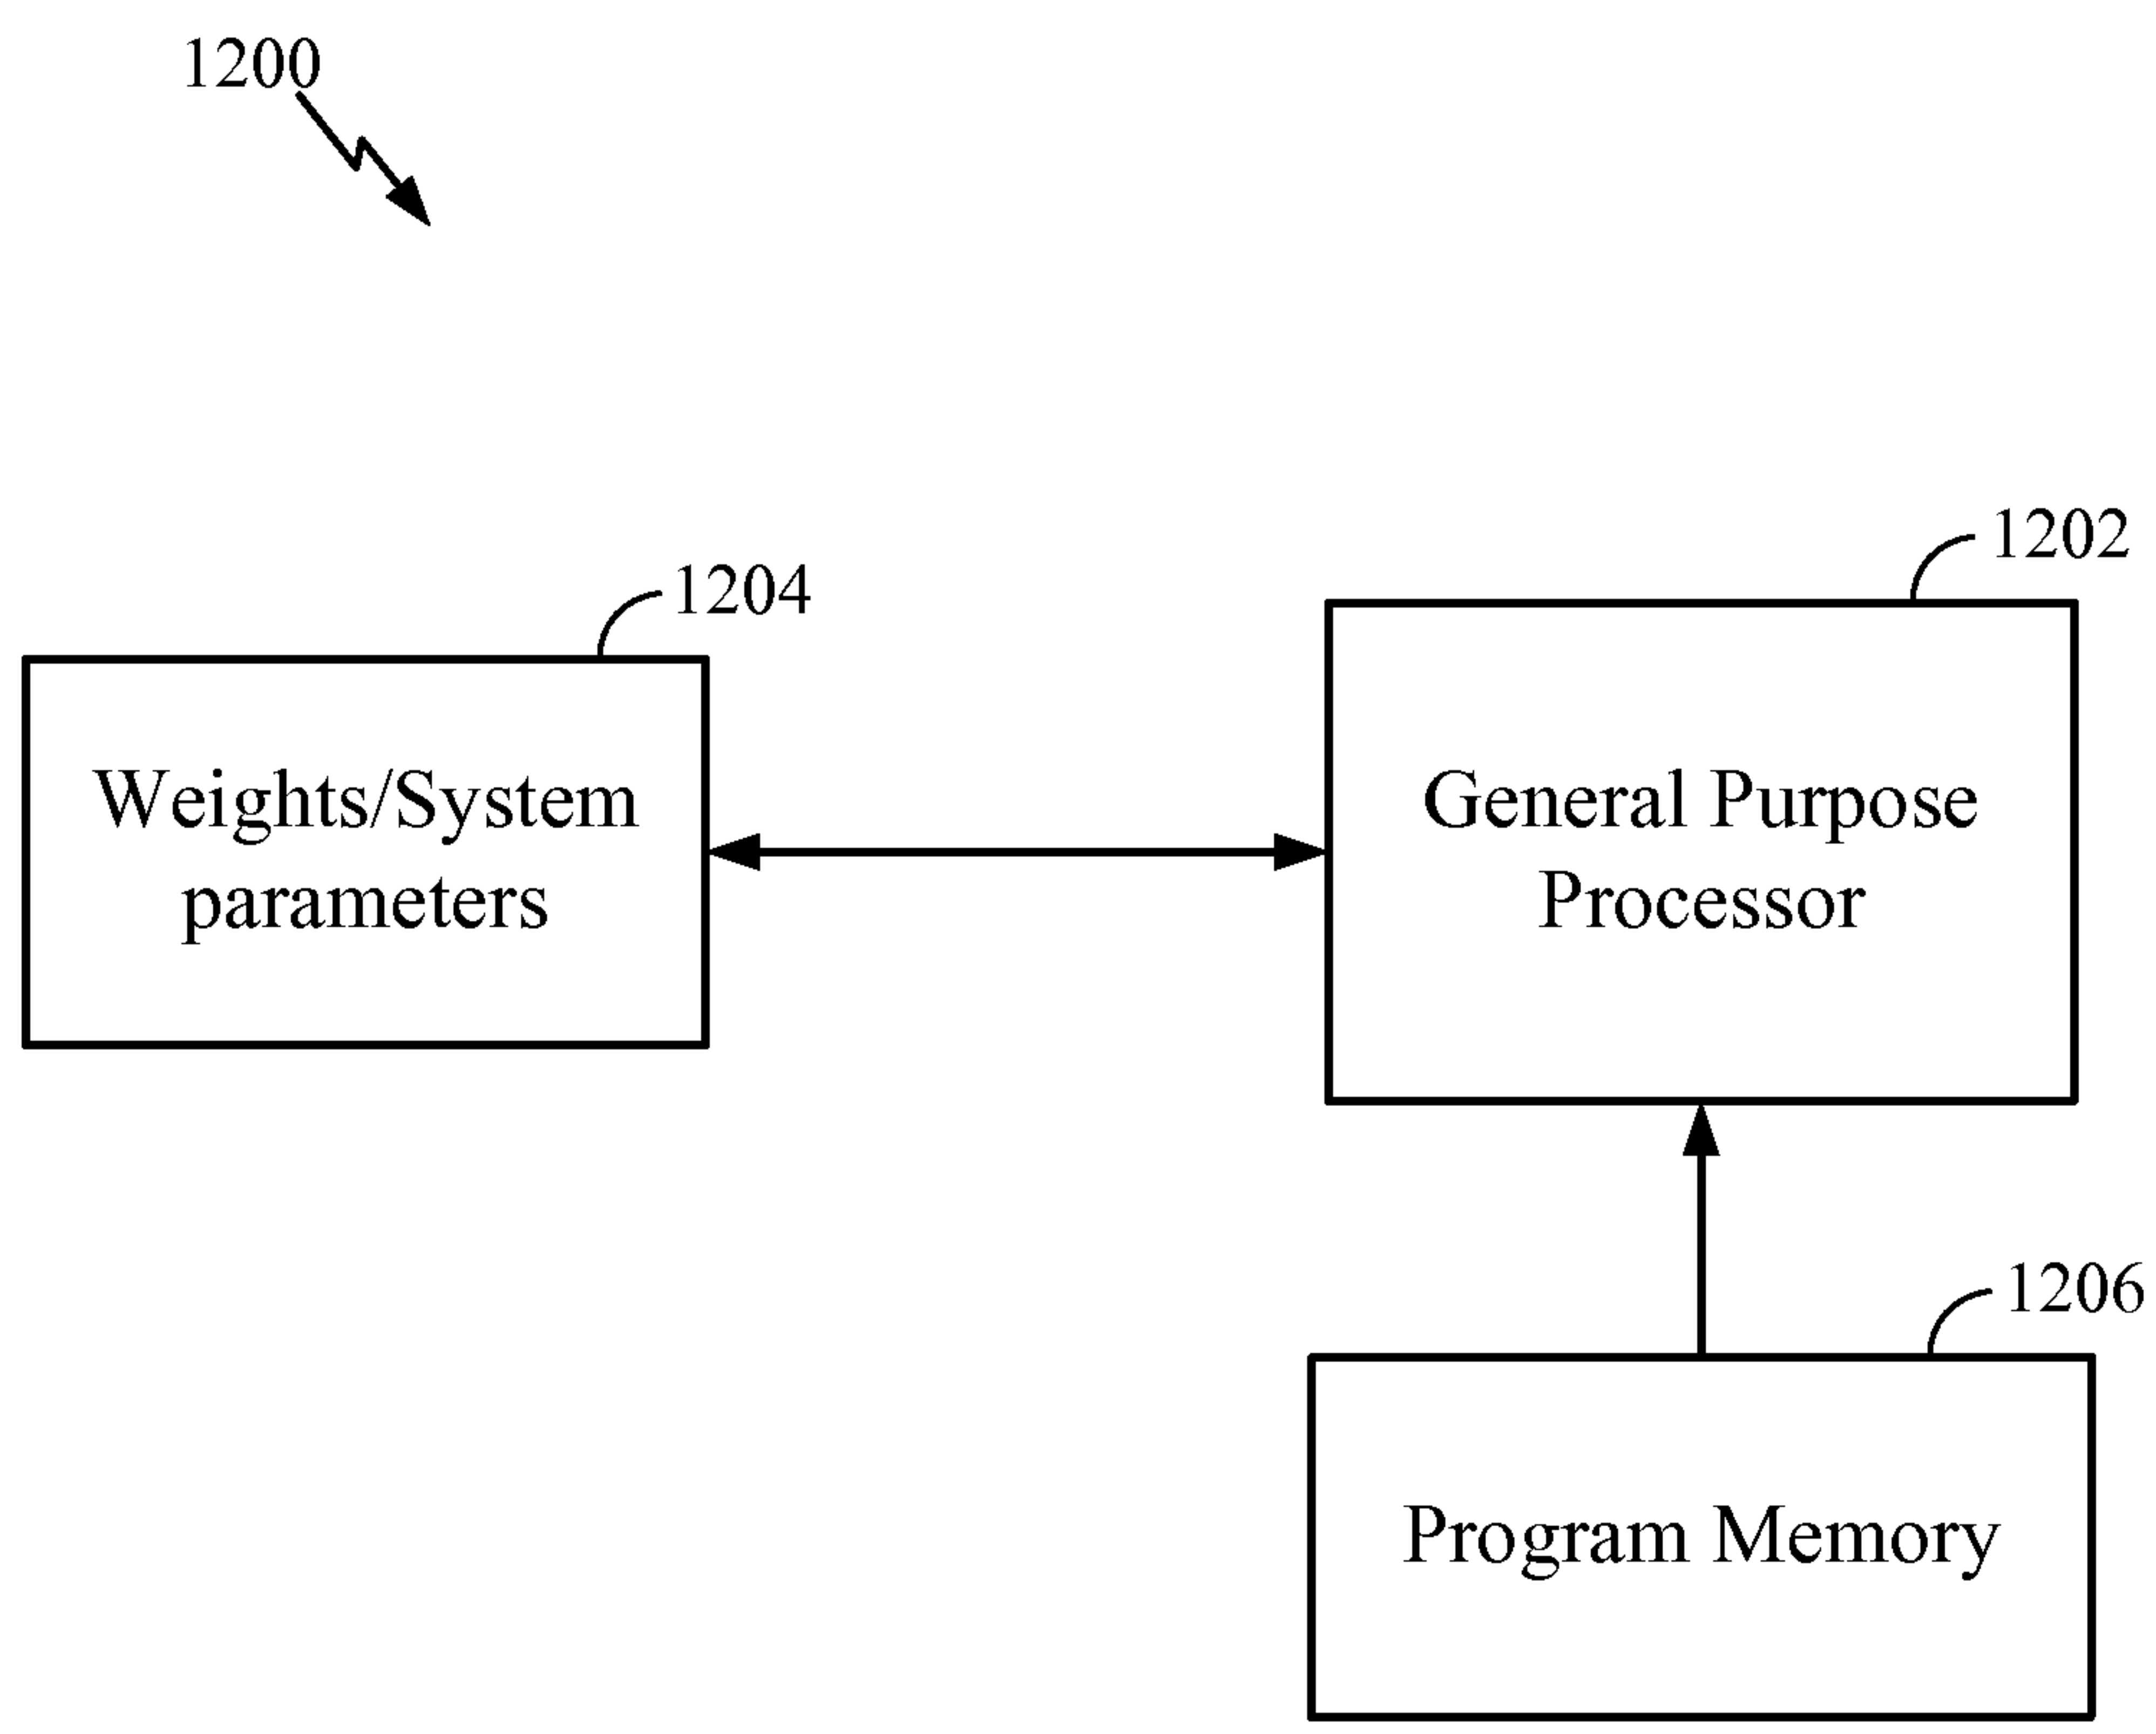 1200
1202
1204
Weights/System
parameters
General Purpose
Processor
1206
Program Memory